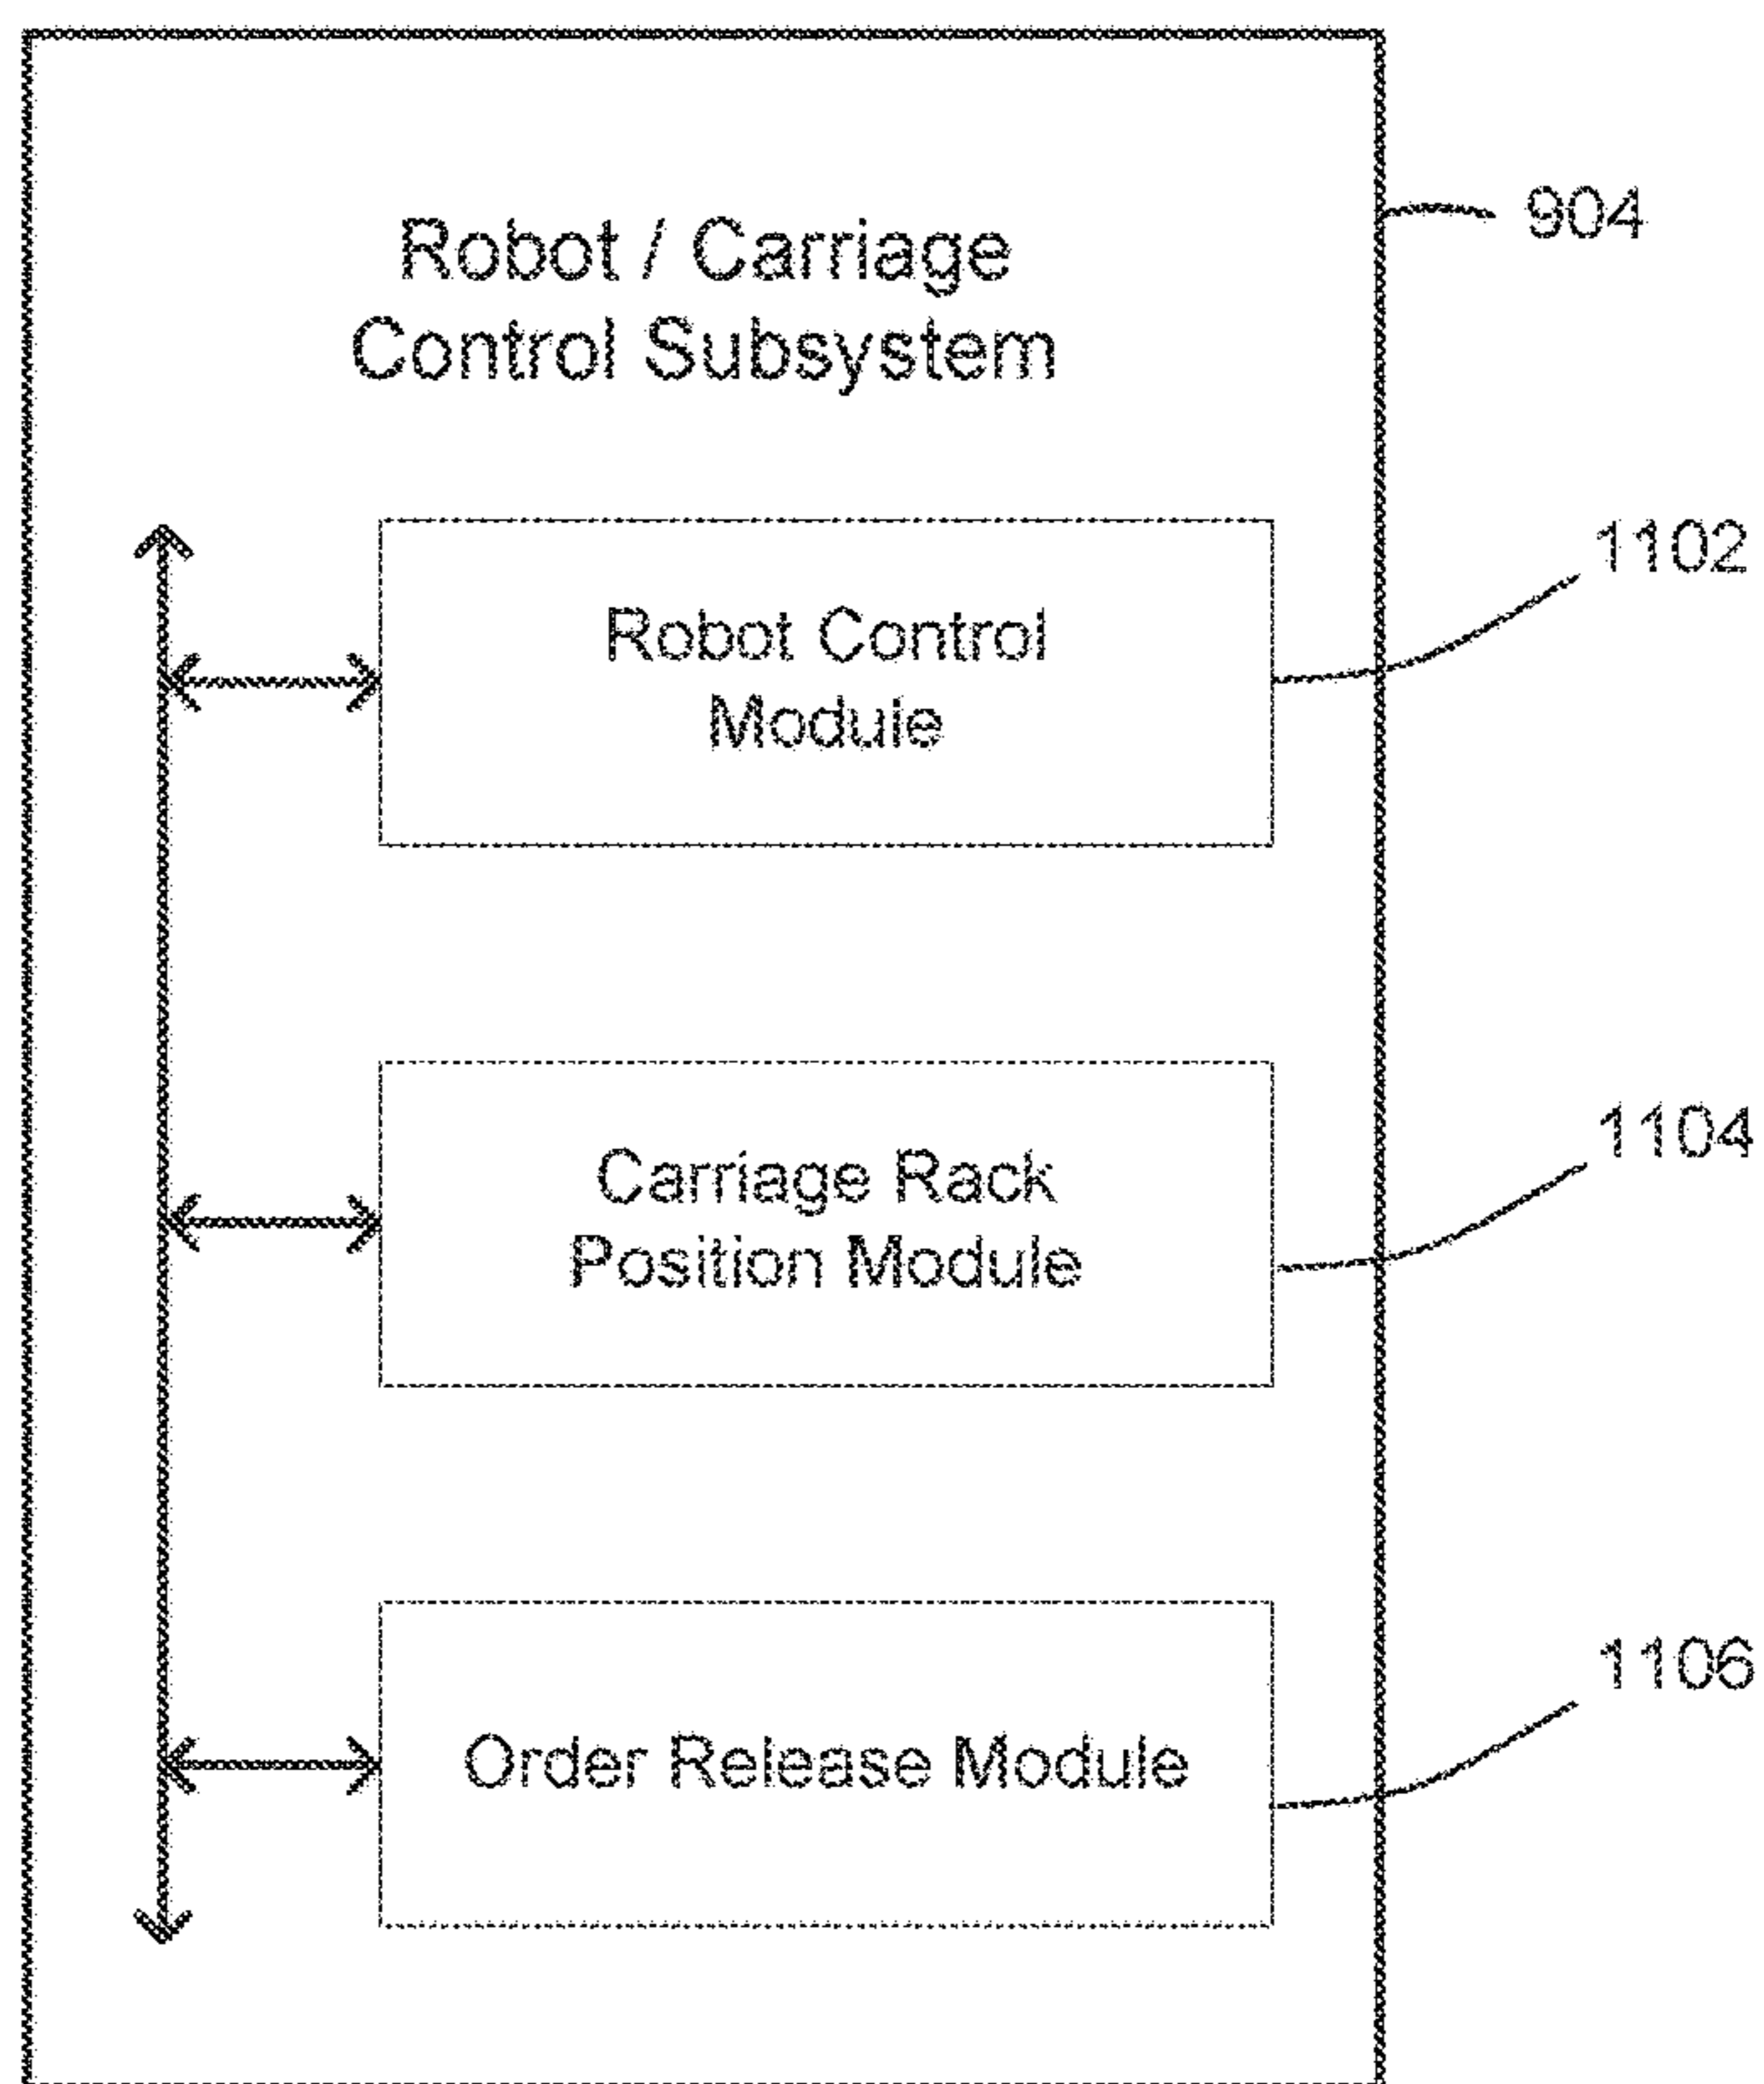 Robot / Carriage
Control Subsystem
904
Robot Control
Module
1102
Carriage Rack
Position Module
1104
Order Release Module
1106